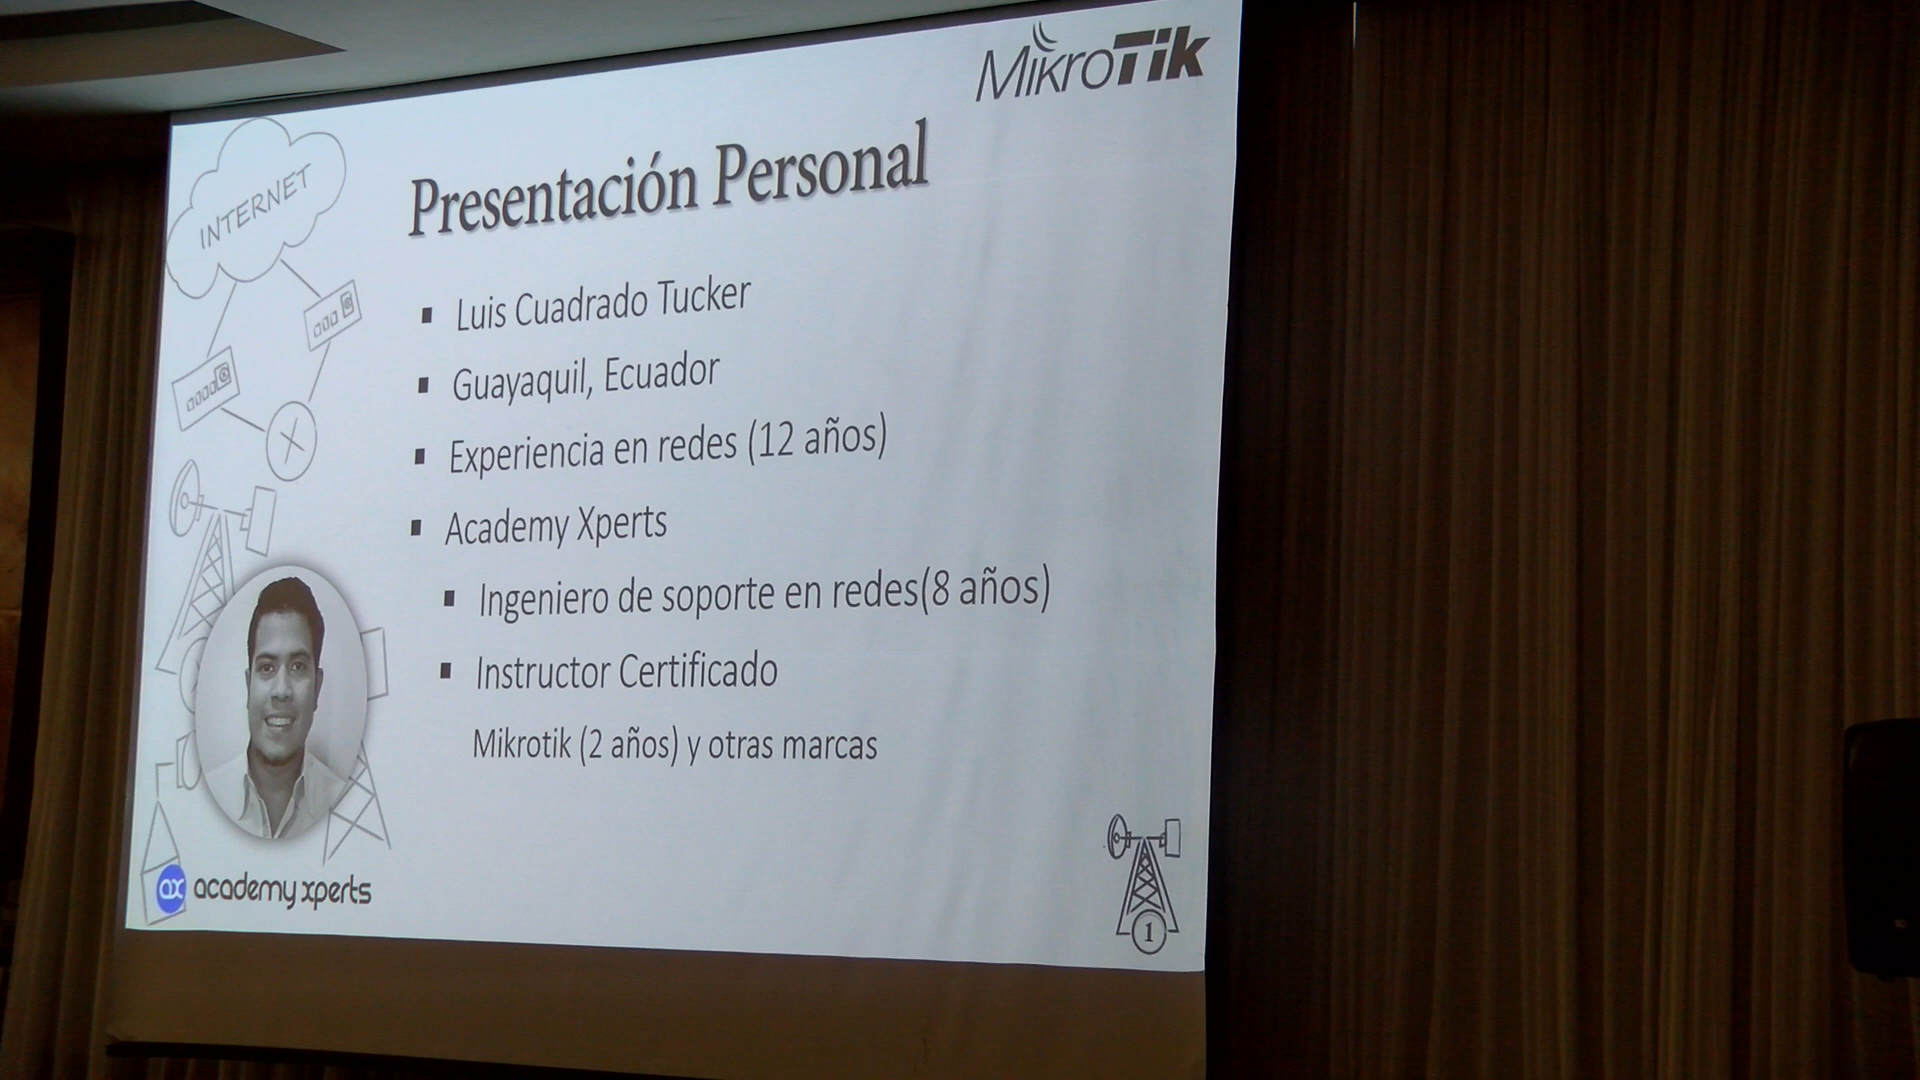 MikroTik
INTERNET
Presentación Personal
▪ Luis Cuadrado Tucker
▪ Guayaquil, Ecuador
▪ Experiencia en redes (12 años)
▪ Academy Xperts
▪ Ingeniero de soporte en redes(8 años)
▪ Instructor Certificado
Mikrotik (2 años) y otras marcas
ax academy xperts
1